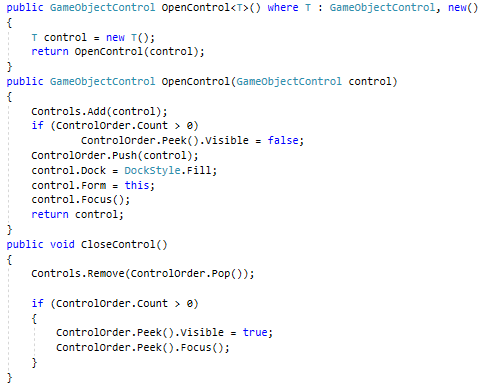 public GameObjectControl OpenControl<T>() where T : GameObjectControl, new()
{
    T control = new T();
    return OpenControl(control);
}
public GameObjectControl OpenControl(GameObjectControl control)
{
    Controls.Add(control);
    if (ControlOrder.Count > 0)
            ControlOrder.Peek().Visible = false;
    ControlOrder.Push(control);
    control.Dock = DockStyle.Fill;
    control.Form = this;
    control.Focus();
    return control;
}
public void CloseControl()
{
    Controls.Remove(ControlOrder.Pop());

    if (ControlOrder.Count > 0)
    {
        ControlOrder.Peek().Visible = true;
        ControlOrder.Peek().Focus();
    }
}